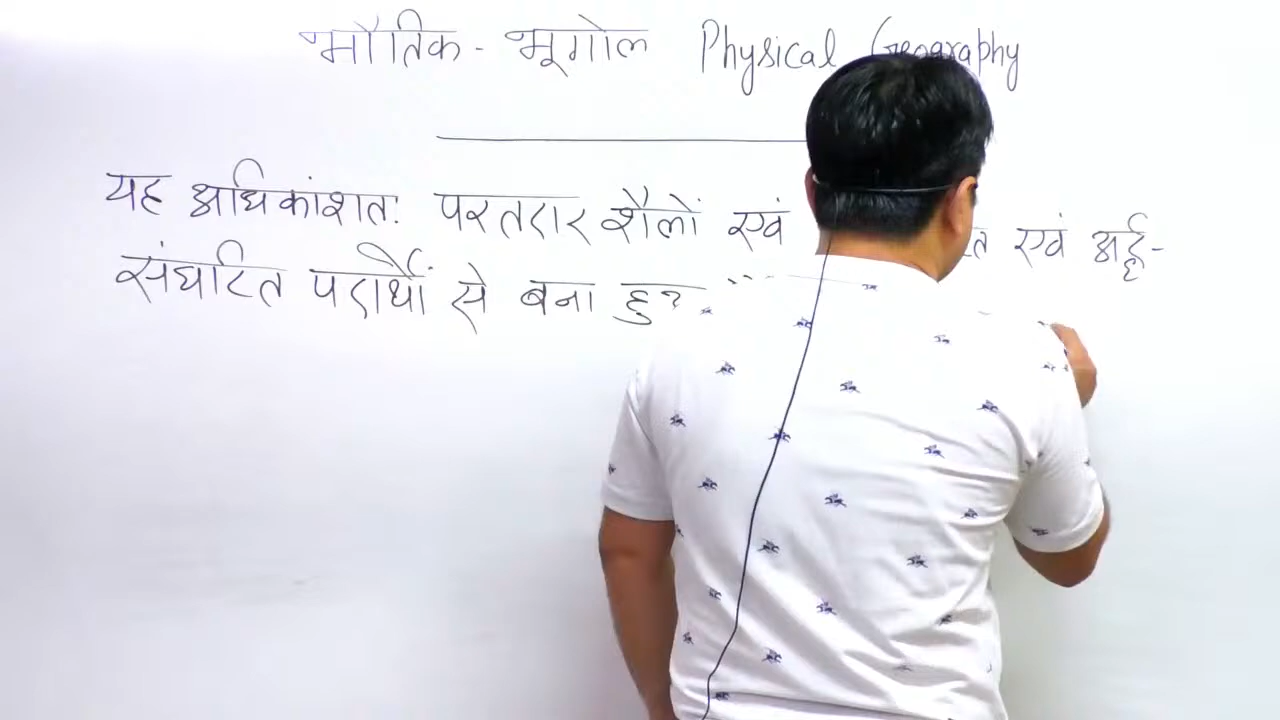 भौतिक - भूगोल Physical Geography
यह अधिकांशतः परतदार शैलों एवं एवं अर्द्ध-
संघटित पदार्थों से बना हुआ